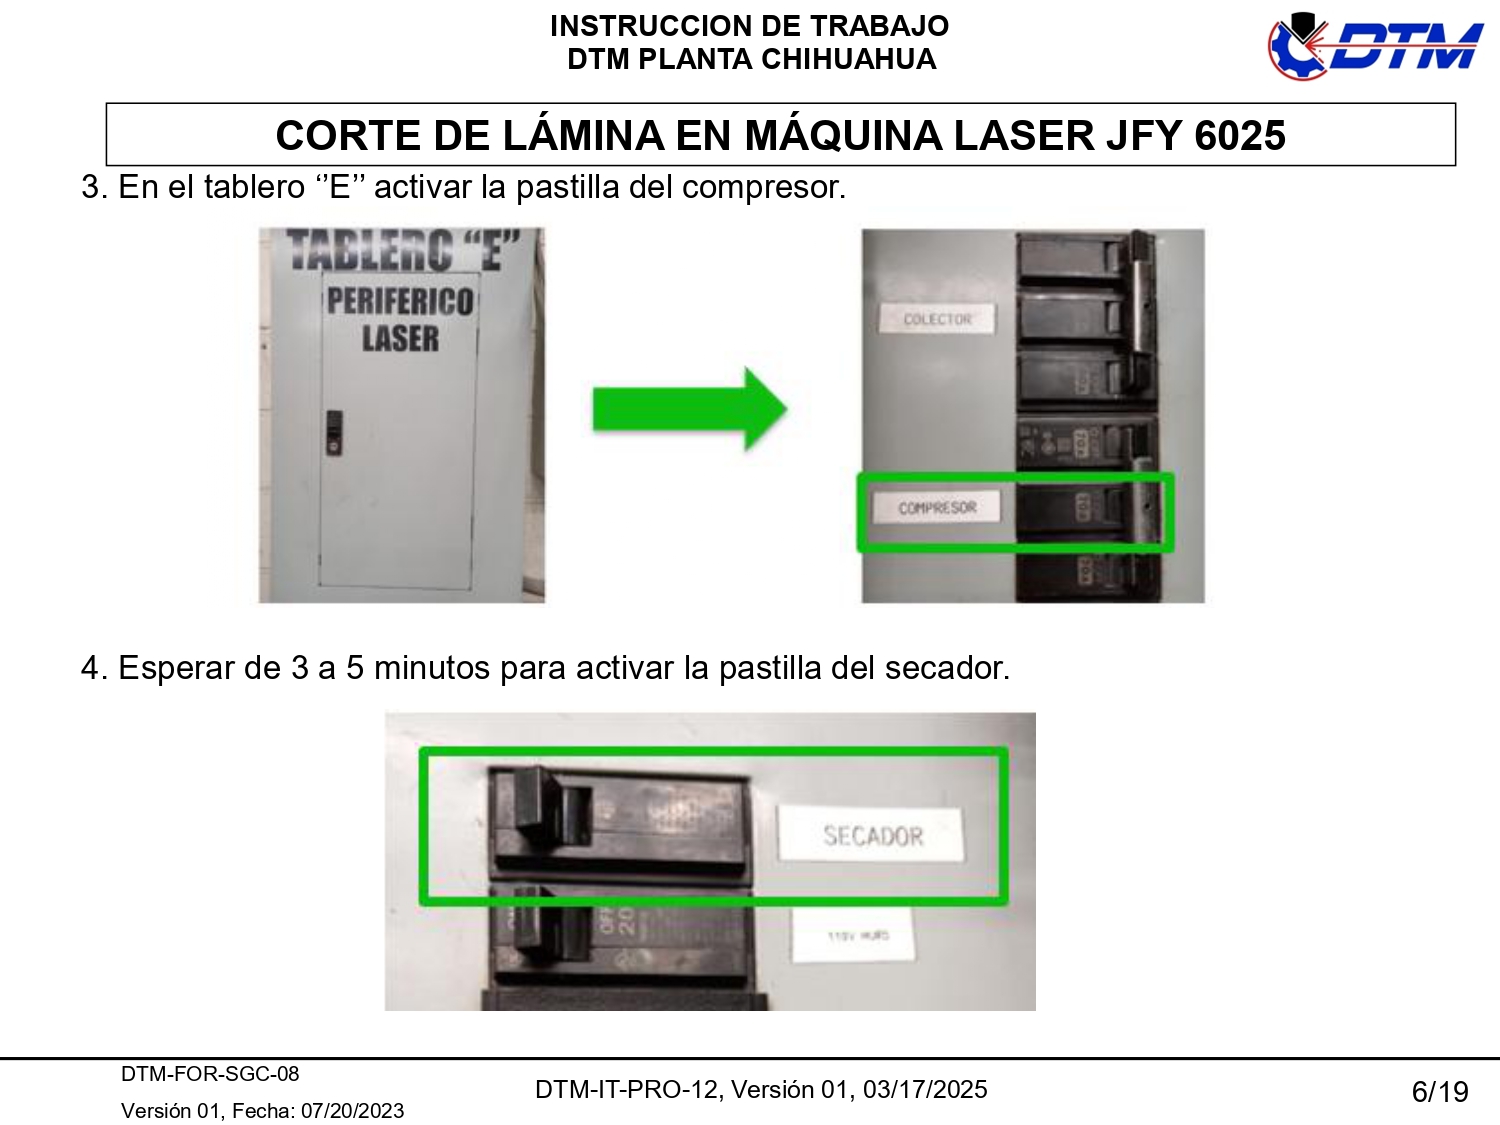 INSTRUCCION DE TRABAJO
DTM PLANTA CHIHUAHUA
DTM
CORTE DE LÁMINA EN MÁQUINA LASER JFY 6025
3. En el tablero ‘’E’’ activar la pastilla del compresor.
TABLERO “E”
PERIFERICO
LASER
COLECTOR
COMPRESOR
4. Esperar de 3 a 5 minutos para activar la pastilla del secador.
SECADOR
OFF
20
110V
DTM-FOR-SGC-08
Versión 01, Fecha: 07/20/2023
DTM-IT-PRO-12, Versión 01, 03/17/2025
6/19